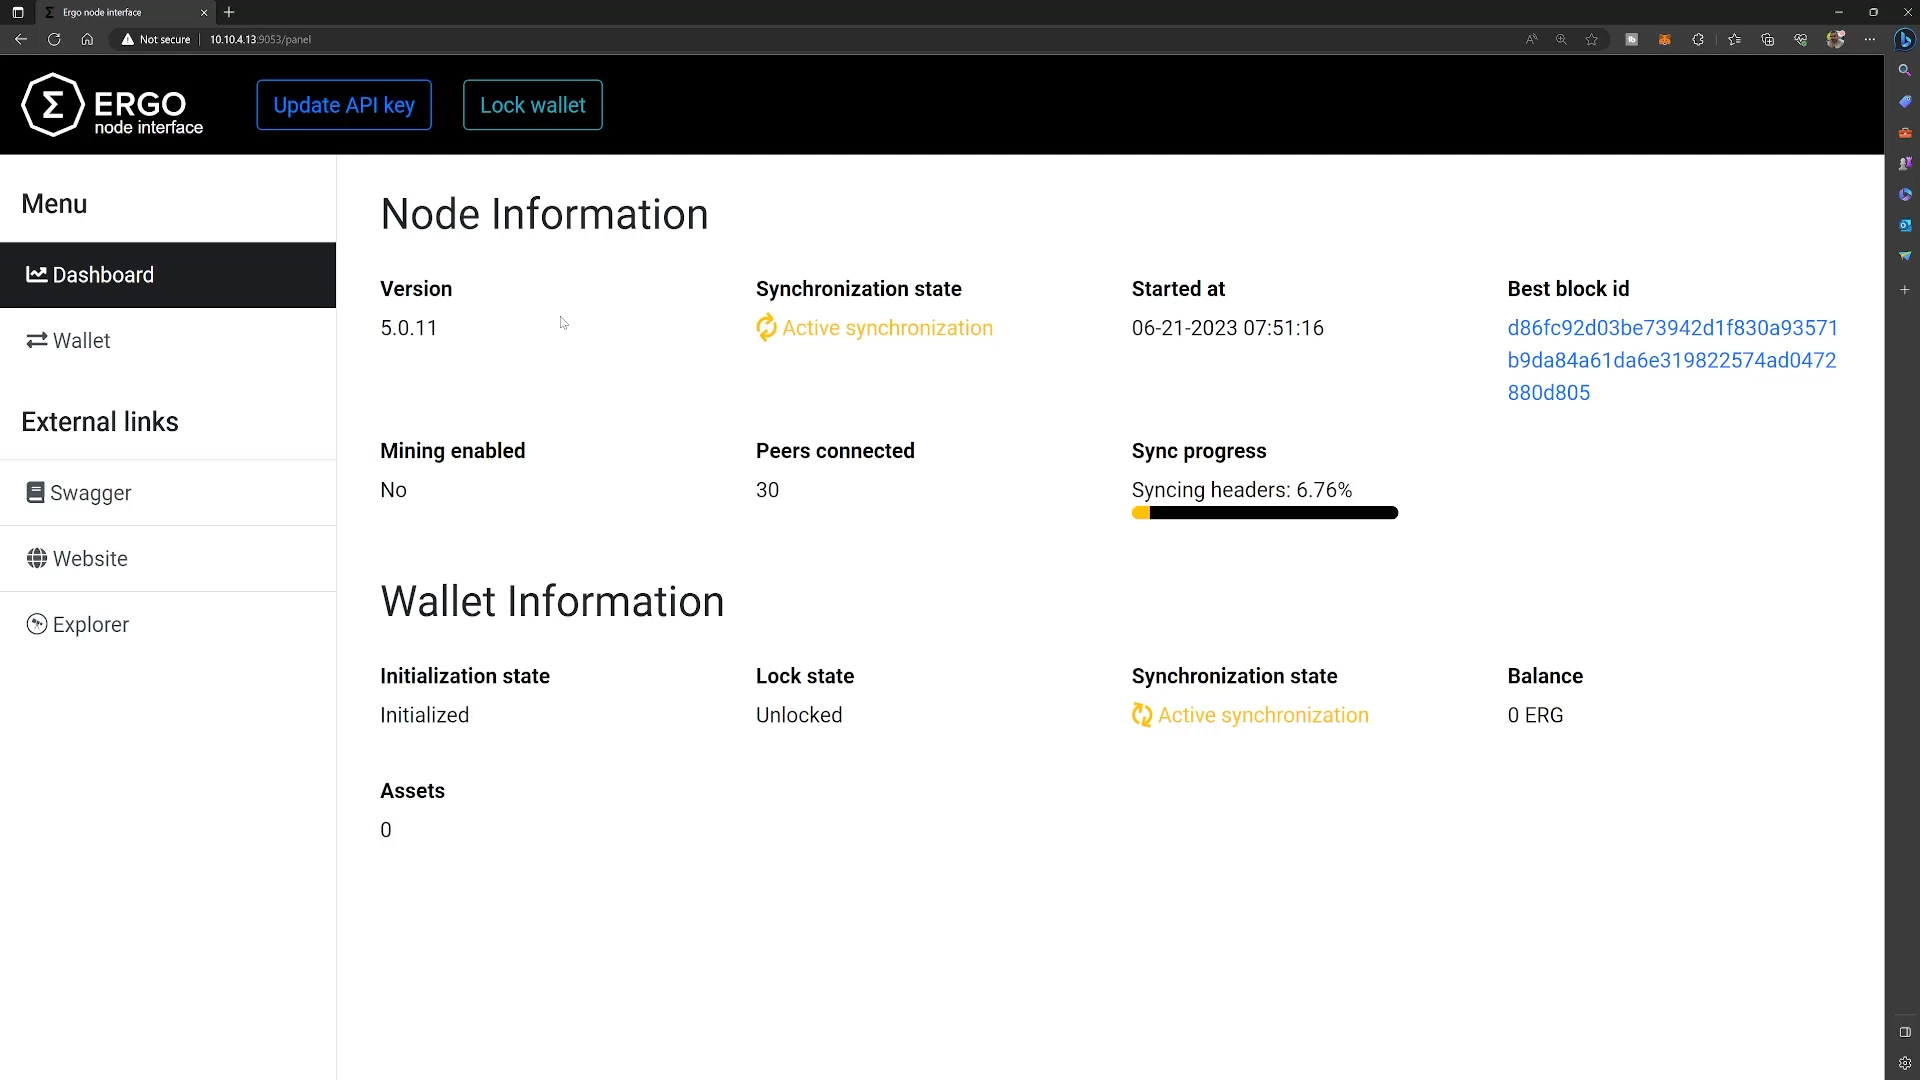 Ergo node interface
Not secure
10.10.4.13:9053/panel
Σ ERGO
node interface
Update API key
Lock wallet
Menu
Dashboard
Wallet
External links
Swagger
Website
Explorer
Node Information
Version
5.0.11
Synchronization state
Active synchronization
Started at
06-21-2023 07:51:16
Best block id
d86fc92d03be73942d1f830a93571
b9da84a61da6e319822574ad0472
880d805
Mining enabled
No
Peers connected
30
Sync progress
Syncing headers: 6.76%
Wallet Information
Initialization state
Initialized
Lock state
Unlocked
Synchronization state
Active synchronization
Balance
0 ERG
Assets
0